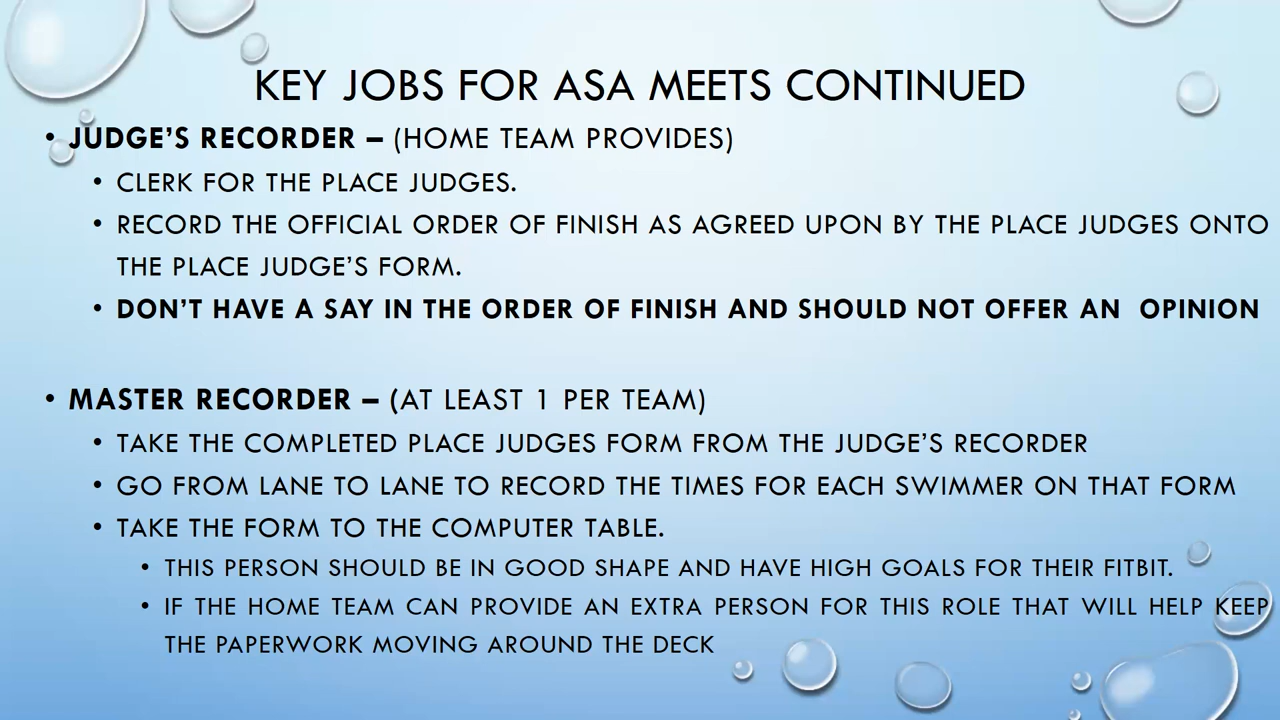 KEY JOBS FOR ASA MEETS CONTINUED
• JUDGE'S RECORDER – (HOME TEAM PROVIDES)
• CLERK FOR THE PLACE JUDGES.
• RECORD THE OFFICIAL ORDER OF FINISH AS AGREED UPON BY THE PLACE JUDGES ONTO
THE PLACE JUDGE'S FORM.
• DON'T HAVE A SAY IN THE ORDER OF FINISH AND SHOULD NOT OFFER AN  OPINION
• MASTER RECORDER – (AT LEAST 1 PER TEAM)
• TAKE THE COMPLETED PLACE JUDGES FORM FROM THE JUDGE'S RECORDER
• GO FROM LANE TO LANE TO RECORD THE TIMES FOR EACH SWIMMER ON THAT FORM
• TAKE THE FORM TO THE COMPUTER TABLE.
• THIS PERSON SHOULD BE IN GOOD SHAPE AND HAVE HIGH GOALS FOR THEIR FITBIT.
• IF THE HOME TEAM CAN PROVIDE AN EXTRA PERSON FOR THIS ROLE THAT WILL HELP KEEP
THE PAPERWORK MOVING AROUND THE DECK